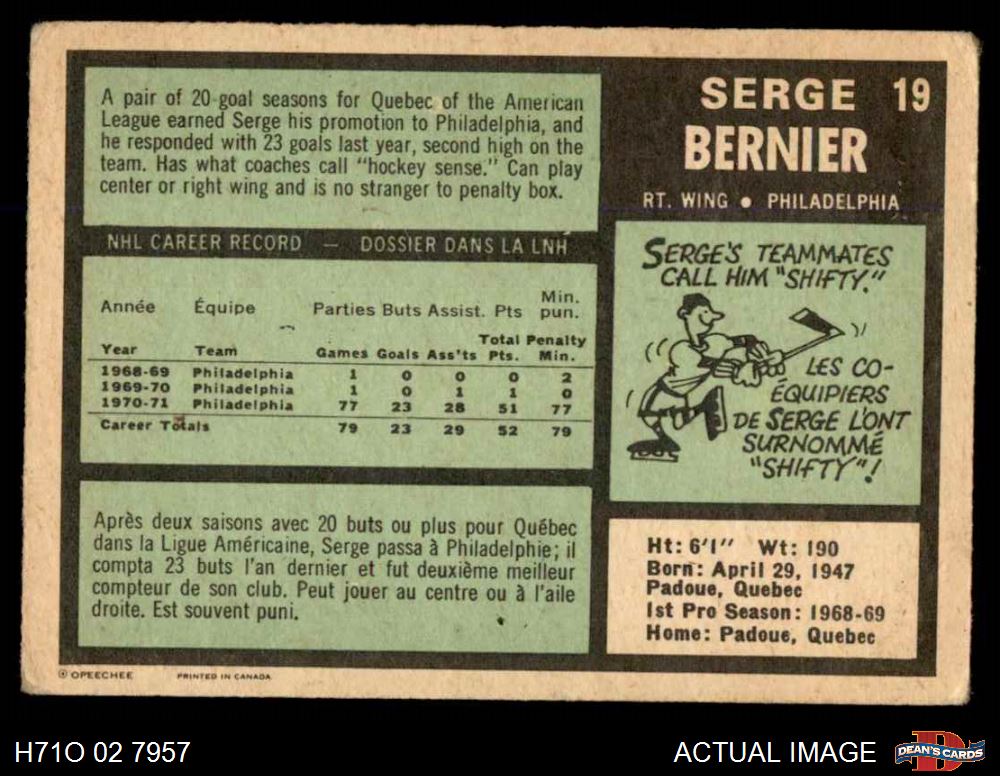 A pair of 20-goal seasons for Quebec of the American
League earned Serge his promotion to Philadelphia, and
he responded with 23 goals last year, second high on the
team. Has what coaches call "hockey sense." Can play
center or right wing and is no stranger to penalty box.
SERGE 19
BERNIER
RT. WING • PHILADELPHIA
NHL CAREER RECORD — DOSSIER DANS LA LNH
Année Équipe Parties Buts Assist. Pts Min. pun.
Year Team Games Goals Ass'ts Total Pts. Penalty Min.
1968-69 Philadelphia 1 0 0 0 2
1969-70 Philadelphia 1 0 1 1 0
1970-71 Philadelphia 77 23 28 51 77
Career Totals 79 23 29 52 79
SERGE'S TEAMMATES
CALL HIM "SHIFTY."
LES CO-
ÉQUIPIERS
DE SERGE L'ONT
SURNOMMÉ
"SHIFTY"!
Après deux saisons avec 20 buts ou plus pour Québec
dans la Ligue Américaine, Serge passa à Philadelphie; il
compta 23 buts l'an dernier et fut deuxième meilleur
compteur de son club. Peut jouer au centre ou à l'aile
droite. Est souvent puni.
Ht: 6'1" Wt: 190
Born: April 29, 1947
Padoue, Quebec
1st Pro Season: 1968-69
Home: Padoue, Quebec
© OPEECHEE PRINTED IN CANADA
H71O 02 7957
ACTUAL IMAGE
D
DEAN'S CARDS